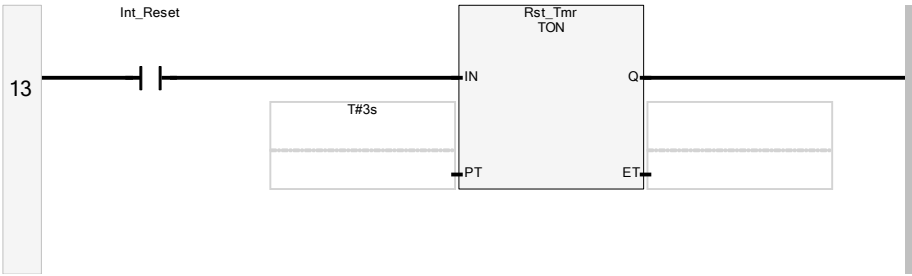 Int_Reset
Rst_Tmr
TON
13
IN
Q
T#3s
PT
ET